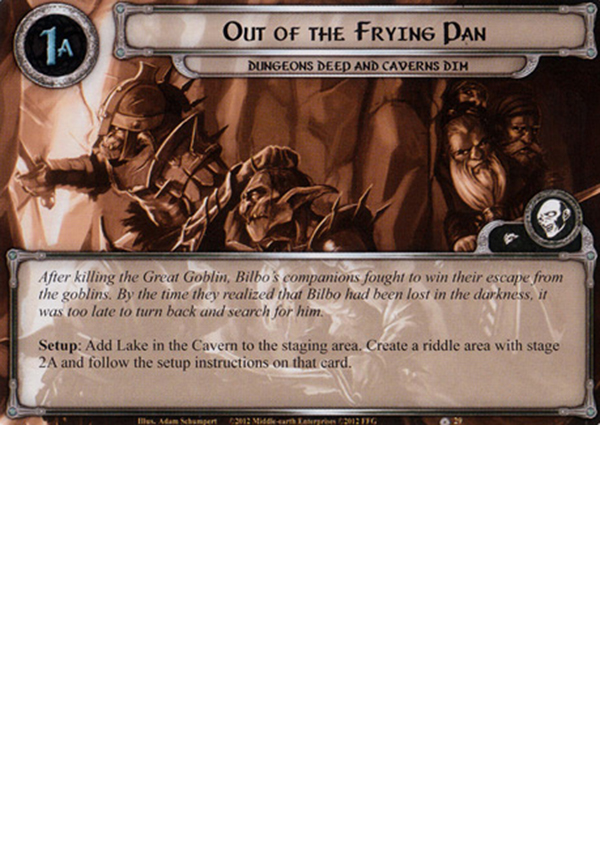 1A
Out of the Frying Pan
Dungeons Deep and Caverns Dim
After killing the Great Goblin, Bilbo's companions fought to win their escape from
the goblins. By the time they realized that Bilbo had been lost in the darkness, it
was too late to turn back and search for him.
Setup: Add Lake in the Cavern to the staging area. Create a riddle area with stage
2A and follow the setup instructions on that card.
Illus. Adam Schumpert ©2012 Middle-earth Enterprises ©2012 FFG 29